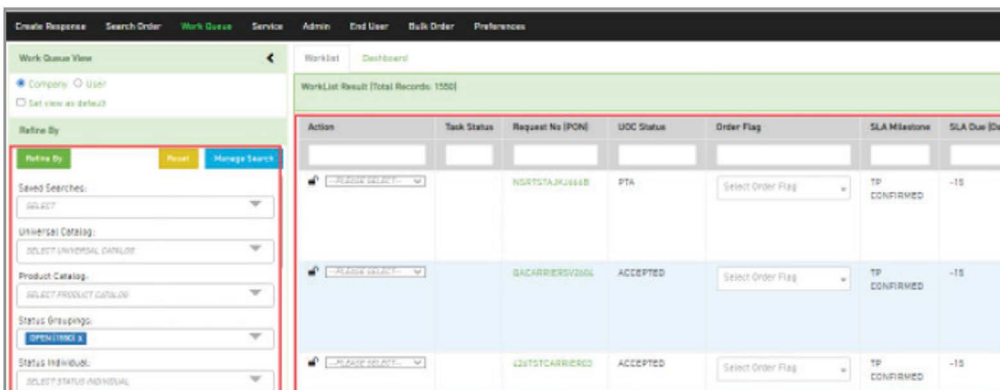 Create Response Search Order Work Queue Service Admin End User Bulk Order Preferences
Work Queue View
Company User
Set view as default
Refine By
Refine By Reset Manage Search
Saved Searches:
SELECT
Universal Catalog:
SELECT UNIVERSAL CATALOG
Product Catalog:
SELECT PRODUCT CATALOG
Status Groupings:
OPEN (1550) x
Status Individual:
SELECT STATUS INDIVIDUAL
Worklist Dashboard
WorkList Result (Total Records: 1550)
Action Task Status Request No (PON) UOC Status Order Flag SLA Milestone SLA Due
--PLEASE SELECT-- PTA Select Order Flag TP CONFIRMED -15
--PLEASE SELECT-- ACCEPTED Select Order Flag TP CONFIRMED -15
--PLEASE SELECT-- ACCEPTED Select Order Flag TP CONFIRMED -15